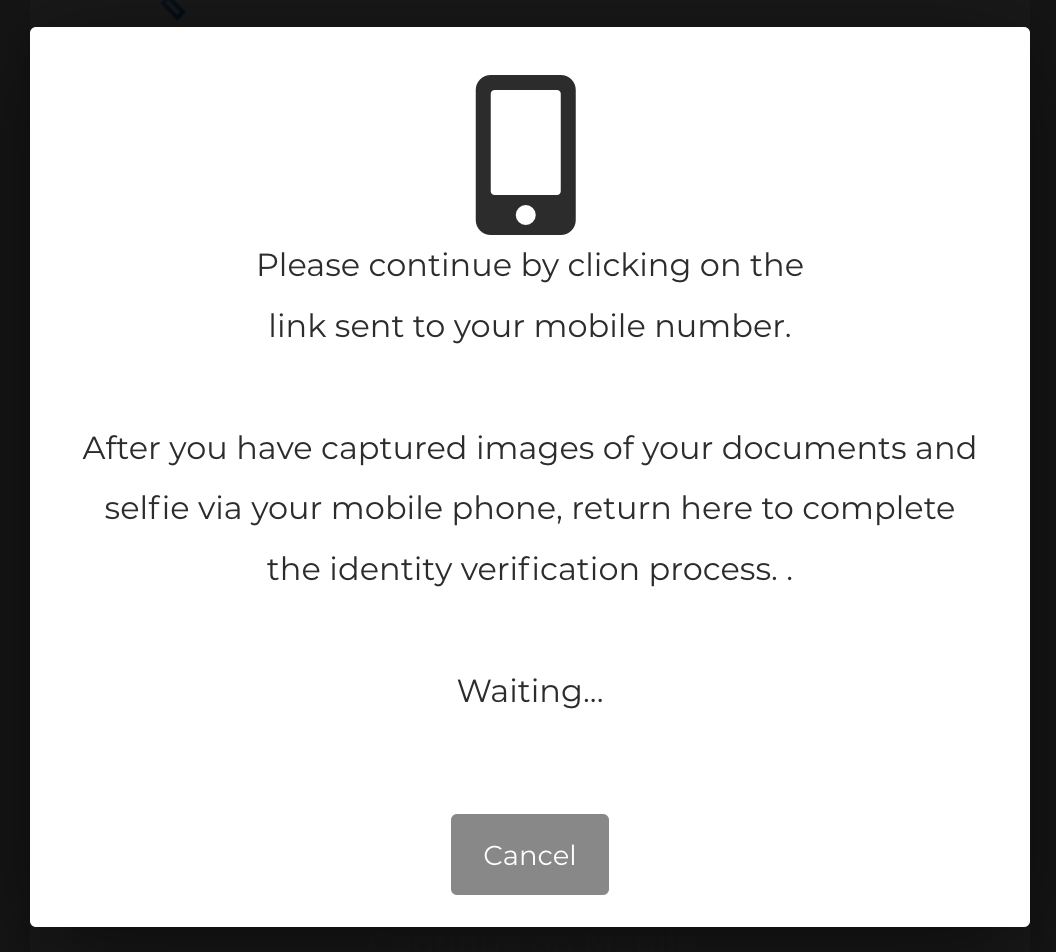 Please continue by clicking on the
link sent to your mobile number.
After you have captured images of your documents and
selfie via your mobile phone, return here to complete
the identity verification process. .
Waiting...
Cancel